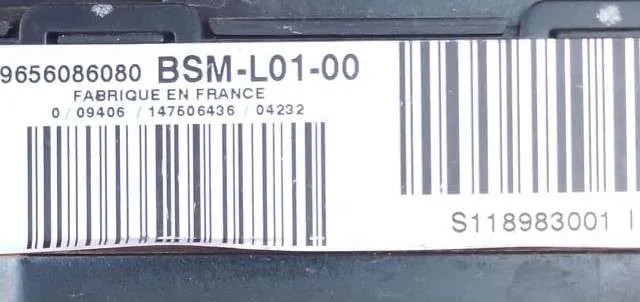 9656086080 BSM-L01-00
FABRIQUE EN FRANCE
0 / 09406 / 147506436 / 04232
S118983001